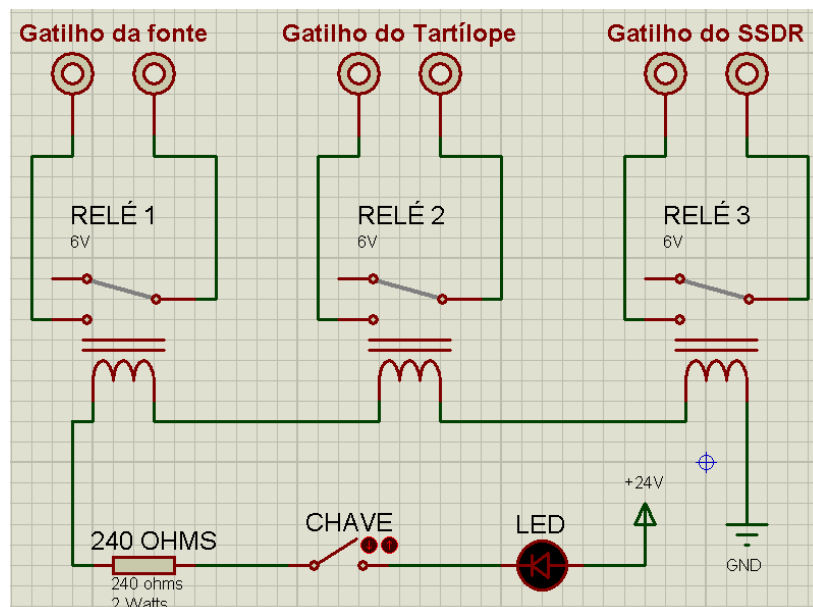 Gatilho da fonte
Gatilho do Tartílope
Gatilho do SSDR
RELÉ 1
6V
RELÉ 2
6V
RELÉ 3
6V
+24V
CHAVE
LED
240 OHMS
GND
240 ohms
2 Watts